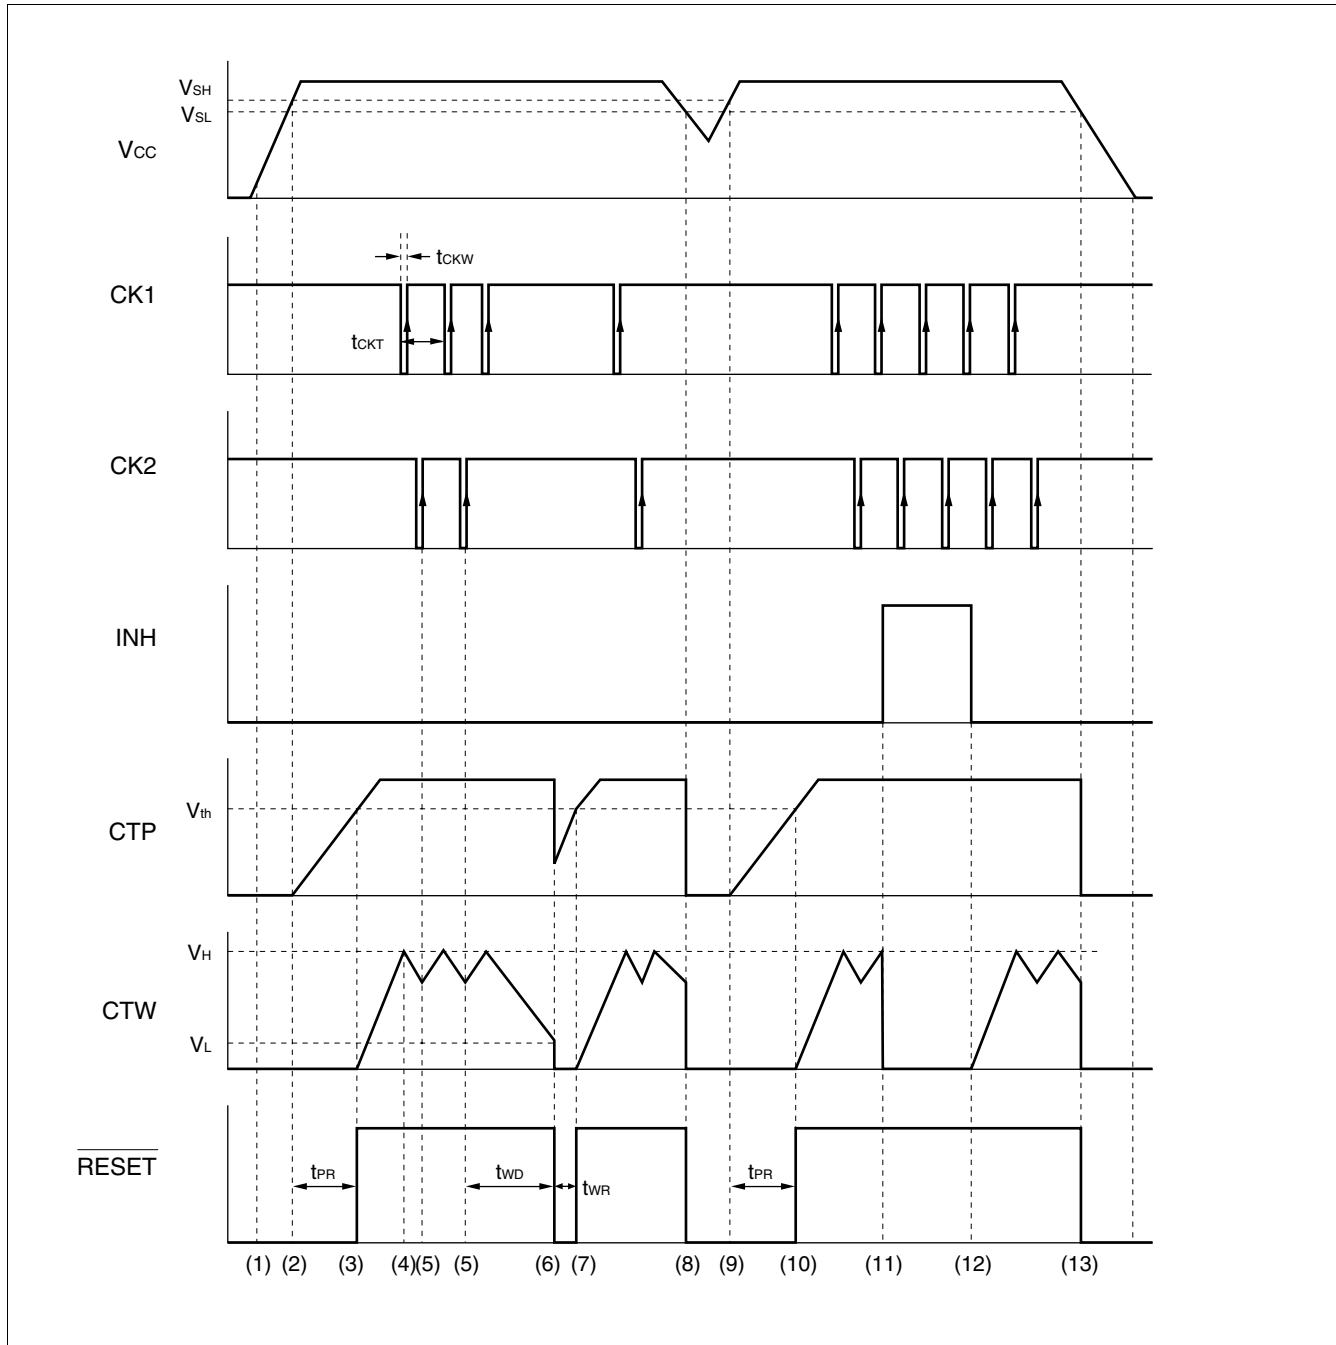 VSH
VSL
VCC
tCKW
CK1
tCKT
CK2
INH
Vth
CTP
VH
CTW
VL
RESET
tPR
tWD
tWR
tPR
(1) (2) (3) (4)(5) (5) (6) (7) (8) (9) (10) (11) (12) (13)